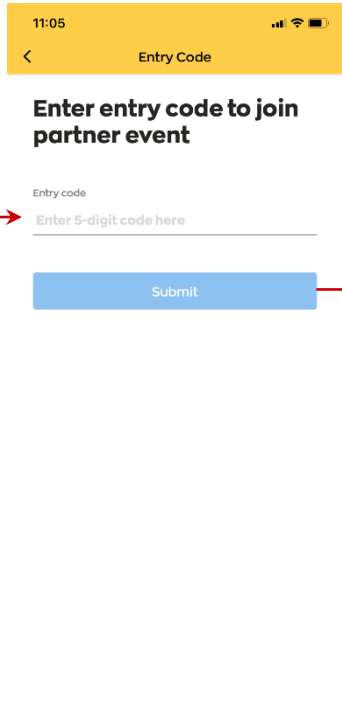 11:05
Entry Code
Enter entry code to join
partner event
Entry code
Enter 5-digit code here
Submit